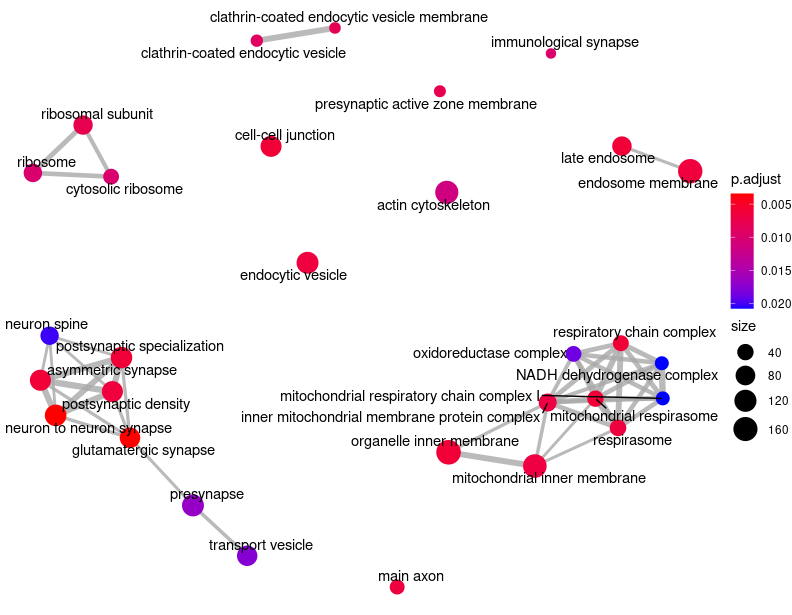 clathrin-coated endocytic vesicle membrane
clathrin-coated endocytic vesicle
immunological synapse
presynaptic active zone membrane
ribosomal subunit
cell-cell junction
ribosome
cytosolic ribosome
late endosome
endosome membrane
actin cytoskeleton
endocytic vesicle
p.adjust
0.005
0.010
0.015
0.020
size
40
80
120
160
neuron spine
postsynaptic specialization
asymmetric synapse
postsynaptic density
neuron to neuron synapse
glutamatergic synapse
respiratory chain complex
oxidoreductase complex
NADH dehydrogenase complex
mitochondrial respiratory chain complex I
inner mitochondrial membrane protein complex
mitochondrial respirasome
respirasome
organelle inner membrane
mitochondrial inner membrane
presynapse
transport vesicle
main axon